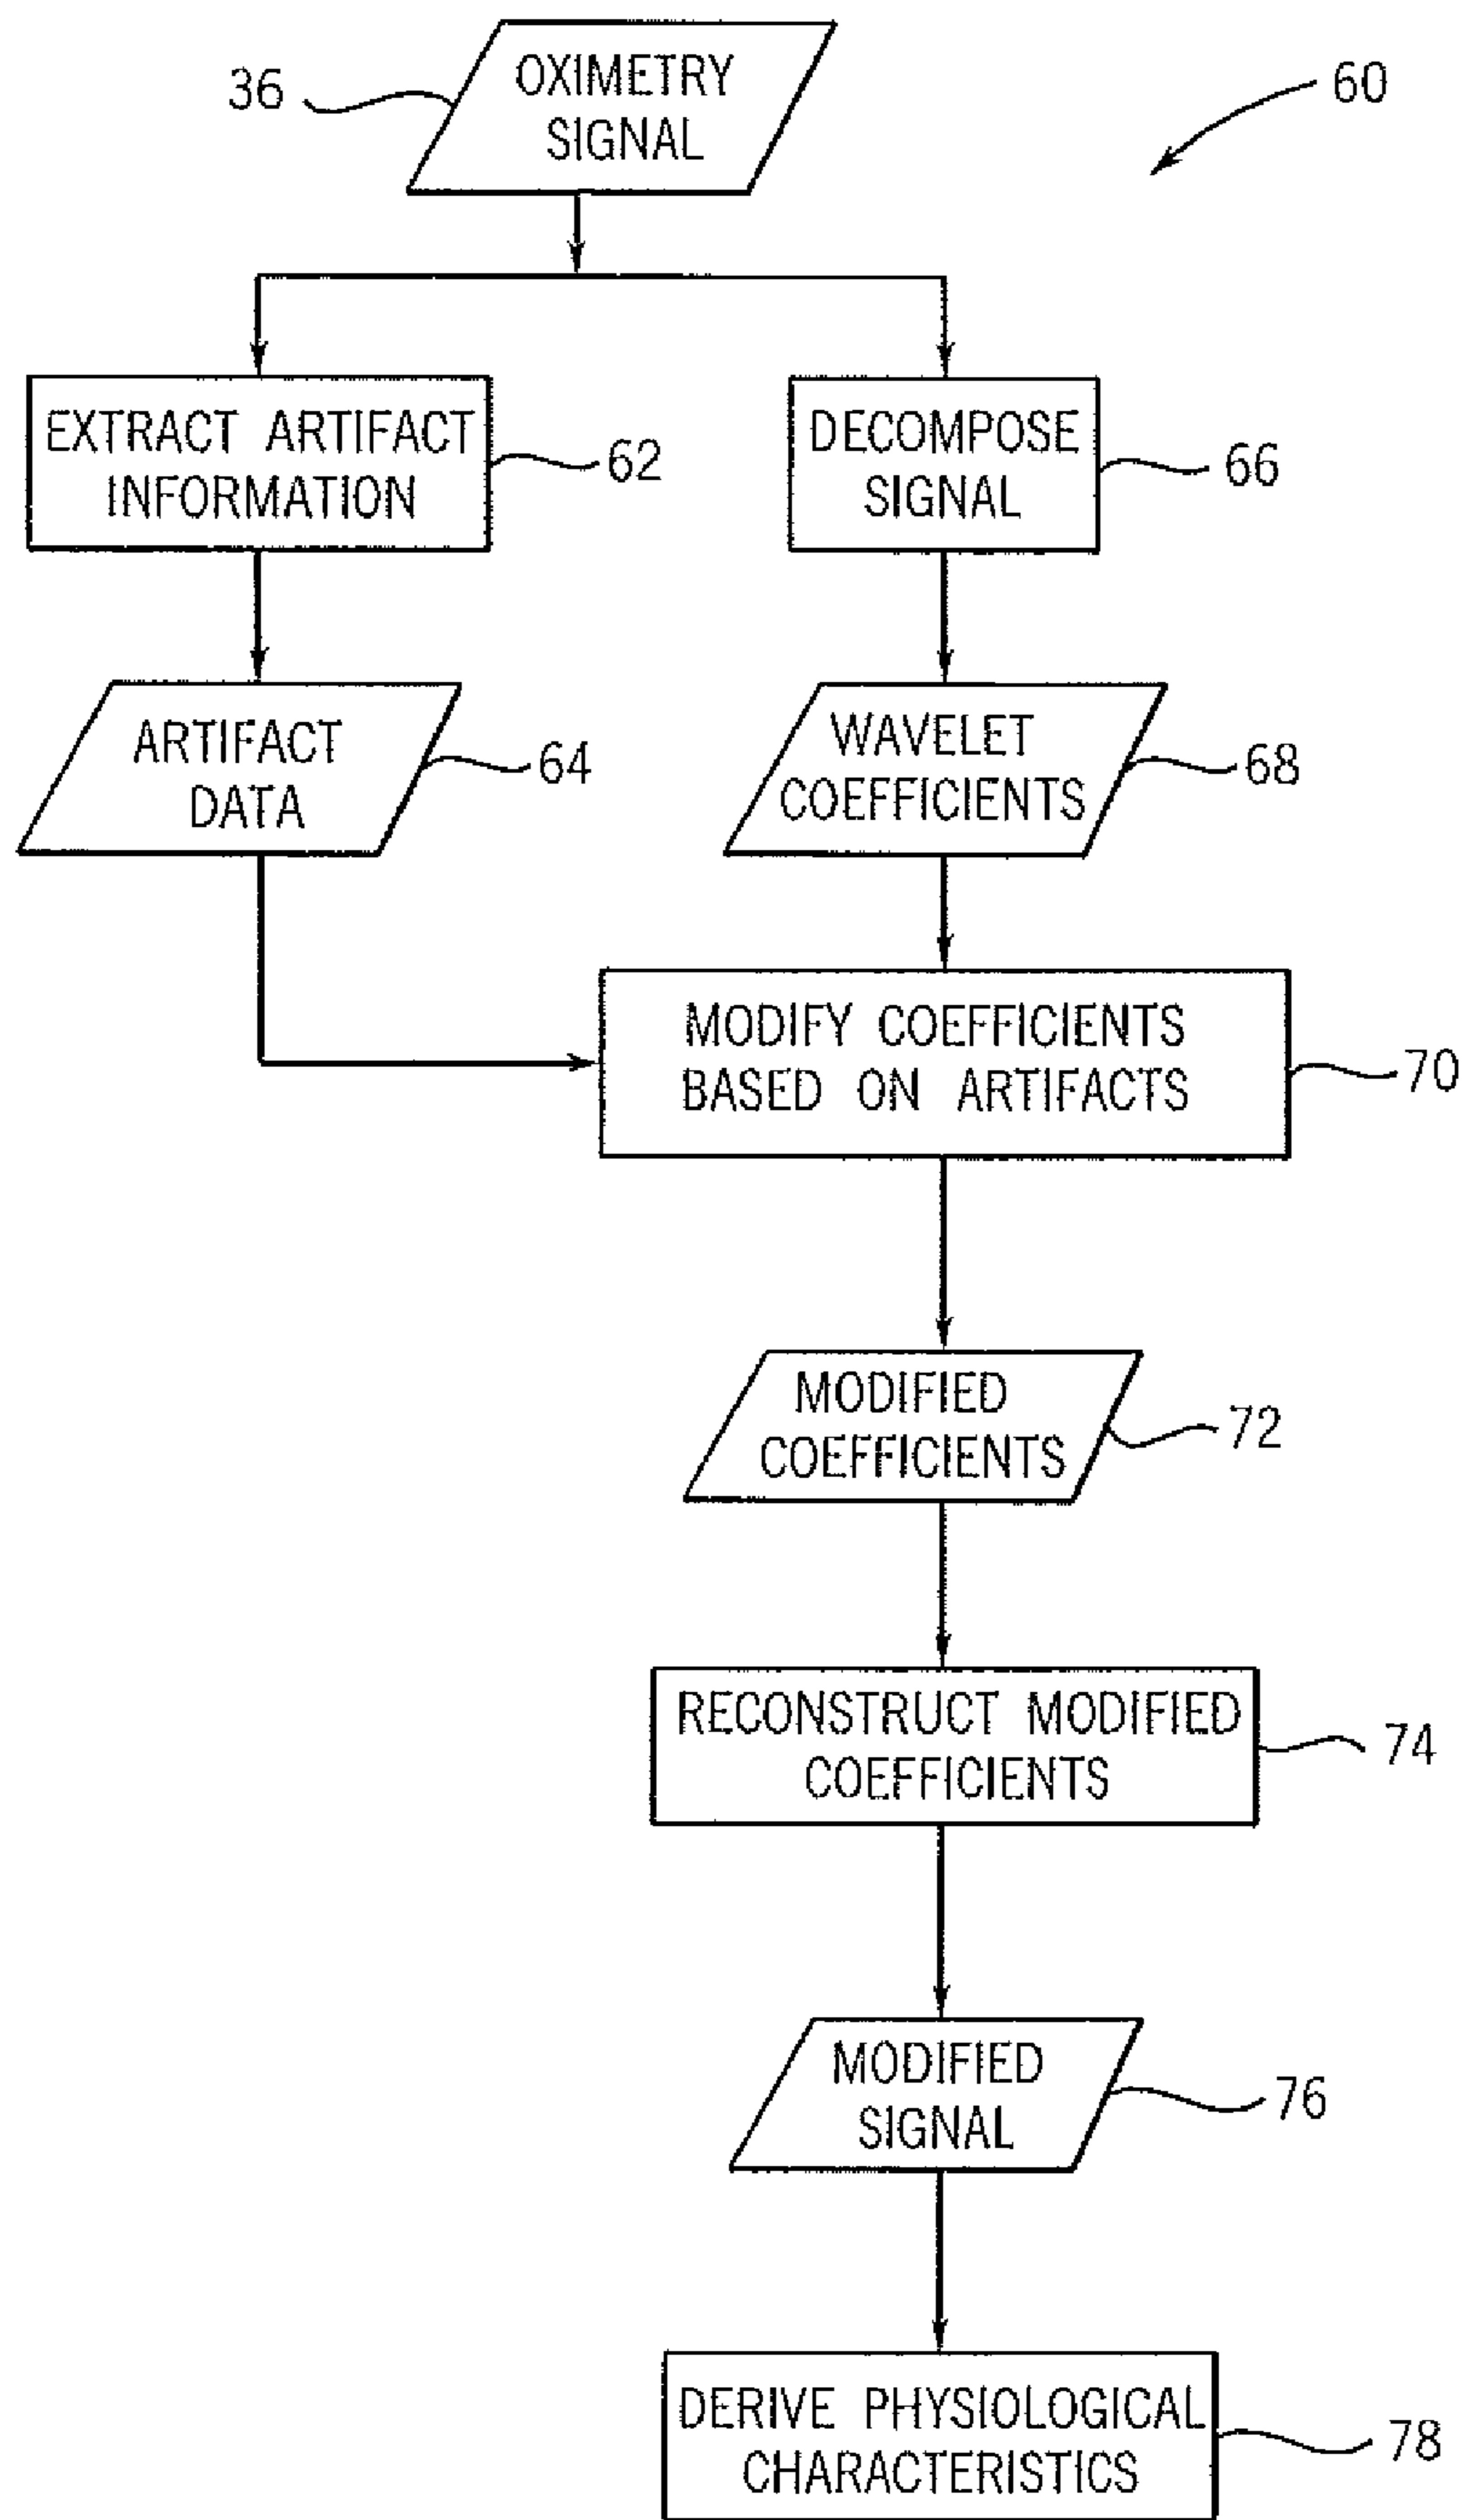 OXIMETRY
SIGNAL
36
60
EXTRACT ARTIFACT
INFORMATION
62
DECOMPOSE
SIGNAL
66
ARTIFACT
DATA
64
WAVELET
COEFFICIENTS
68
MODIFY COEFFICIENTS
BASED ON ARTIFACTS
70
MODIFIED
COEFFICIENTS
72
RECONSTRUCT MODIFIED
COEFFICIENTS
74
MODIFIED
SIGNAL
76
DERIVE PHYSIOLOGICAL
CHARACTERISTICS
78